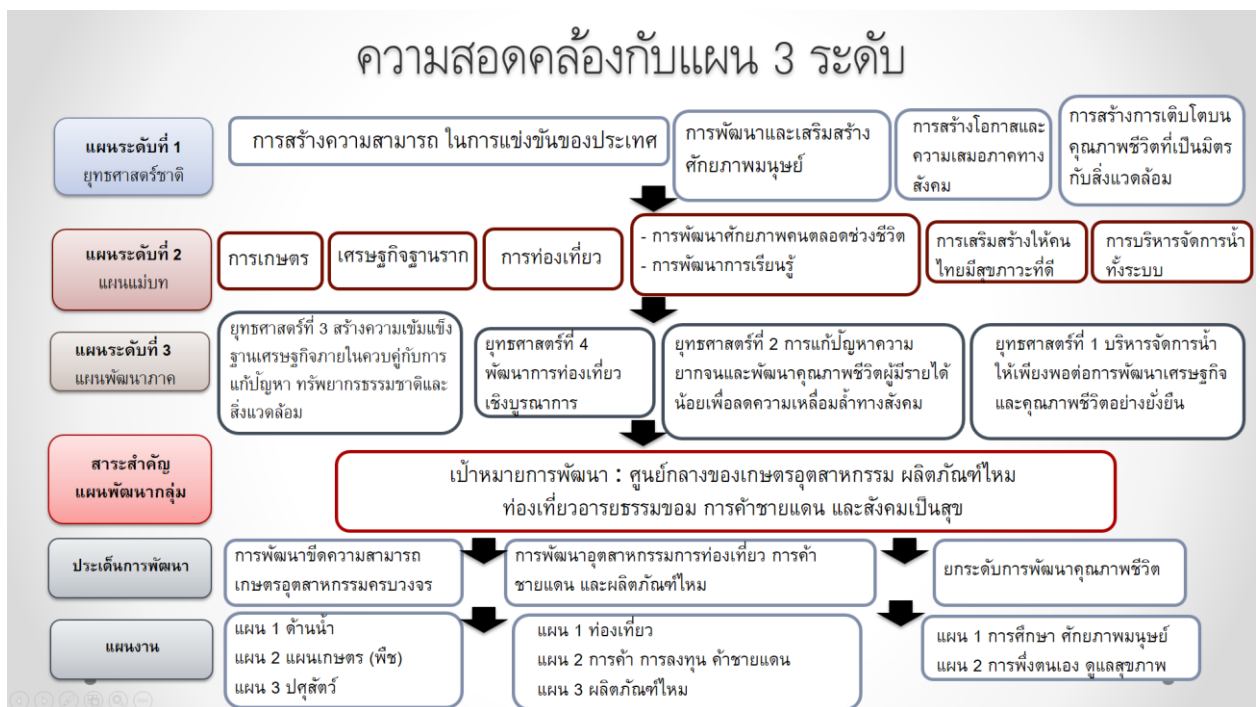 ความสอดคล้องกับแผน 3 ระดับ
แผนระดับที่ 1
ยุทธศาสตร์ชาติ
การสร้างความสามารถ ในการแข่งขันของประเทศ
การพัฒนาและเสริมสร้าง
ศักยภาพมนุษย์
การสร้างโอกาสและ
ความเสมอภาคทาง
สังคม
การสร้างการเติบโตบน
คุณภาพชีวิตที่เป็นมิตร
กับสิ่งแวดล้อม
แผนระดับที่ 2
แผนแม่บท
การเกษตร
เศรษฐกิจฐานราก
การท่องเที่ยว
- การพัฒนาศักยภาพคนตลอดช่วงชีวิต
- การพัฒนาการเรียนรู้
การเสริมสร้างให้คน
ไทยมีสุขภาวะที่ดี
การบริหารจัดการน้ำ
ทั้งระบบ
แผนระดับที่ 3
แผนพัฒนาภาค
ยุทธศาสตร์ที่ 3 สร้างความเข้มแข็ง
ฐานเศรษฐกิจภายในควบคู่กับการ
แก้ปัญหา ทรัพยากรธรรมชาติและ
สิ่งแวดล้อม
ยุทธศาสตร์ที่ 4
พัฒนาการท่องเที่ยว
เชิงบูรณาการ
ยุทธศาสตร์ที่ 2 การแก้ปัญหาความ
ยากจนและพัฒนาคุณภาพชีวิตผู้มีรายได้
น้อยเพื่อลดความเหลื่อมล้ำทางสังคม
ยุทธศาสตร์ที่ 1 บริหารจัดการน้ำ
ให้เพียงพอต่อการพัฒนาเศรษฐกิจ
และคุณภาพชีวิตอย่างยั่งยืน
สาระสำคัญ
แผนพัฒนากลุ่ม
เป้าหมายการพัฒนา : ศูนย์กลางของเกษตรอุตสาหกรรม ผลิตภัณฑ์ไหม
ท่องเที่ยวอารยธรรมขอม การค้าชายแดน และสังคมเป็นสุข
ประเด็นการพัฒนา
การพัฒนาขีดความสามารถ
เกษตรอุตสาหกรรมครบวงจร
การพัฒนาอุตสาหกรรมการท่องเที่ยว การค้า
ชายแดน และผลิตภัณฑ์ไหม
ยกระดับการพัฒนาคุณภาพชีวิต
แผนงาน
แผน 1 ด้านน้ำ
แผน 2 แผนเกษตร (พืช)
แผน 3 ปศุสัตว์
แผน 1 ท่องเที่ยว
แผน 2 การค้า การลงทุน ค้าชายแดน
แผน 3 ผลิตภัณฑ์ไหม
แผน 1 การศึกษา ศักยภาพมนุษย์
แผน 2 การพึ่งตนเอง ดูแลสุขภาพ